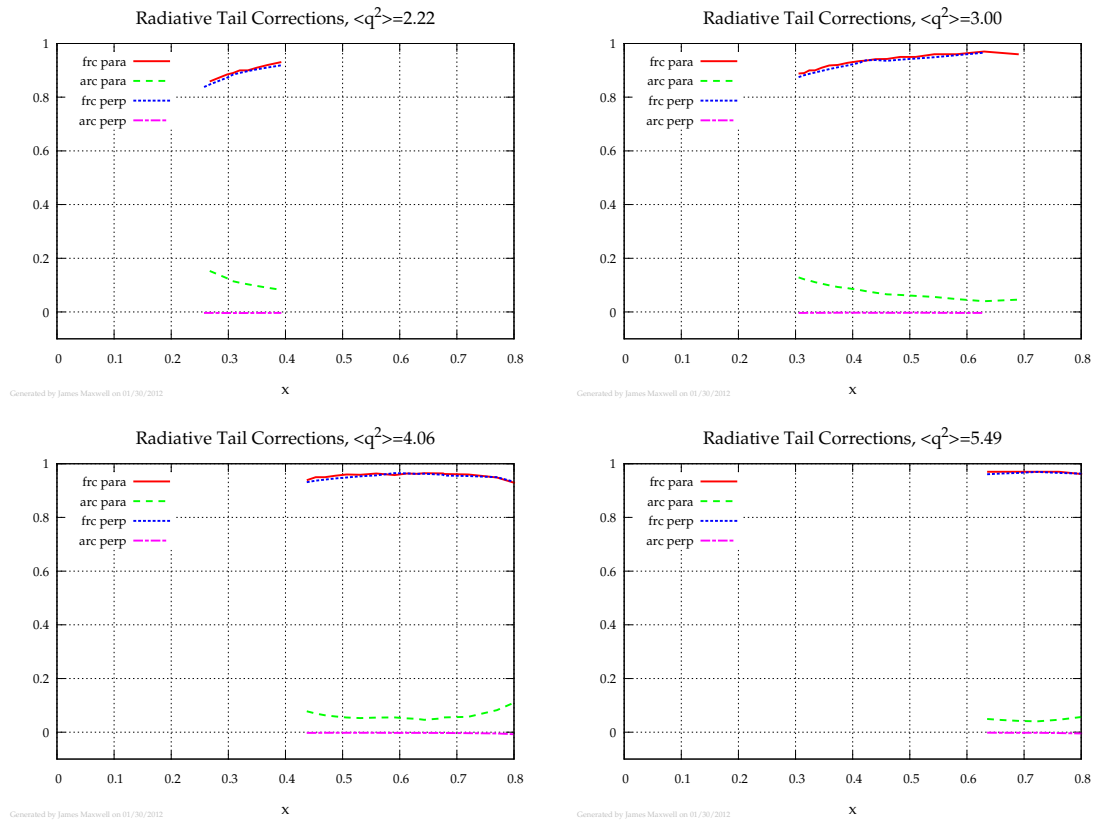 Radiative Tail Corrections, <q2>=2.22
1
0.8
0.6
0.4
0.2
0
frc para
arc para
frc perp
arc perp
0 0.1 0.2 0.3 0.4 0.5 0.6 0.7 0.8
x
Generated by James Maxwell on 01/30/2012
Radiative Tail Corrections, <q2>=3.00
1
0.8
0.6
0.4
0.2
0
frc para
arc para
frc perp
arc perp
0 0.1 0.2 0.3 0.4 0.5 0.6 0.7 0.8
x
Generated by James Maxwell on 01/30/2012
Radiative Tail Corrections, <q2>=4.06
1
0.8
0.6
0.4
0.2
0
frc para
arc para
frc perp
arc perp
0 0.1 0.2 0.3 0.4 0.5 0.6 0.7 0.8
x
Generated by James Maxwell on 01/30/2012
Radiative Tail Corrections, <q2>=5.49
1
0.8
0.6
0.4
0.2
0
frc para
arc para
frc perp
arc perp
0 0.1 0.2 0.3 0.4 0.5 0.6 0.7 0.8
x
Generated by James Maxwell on 01/30/2012